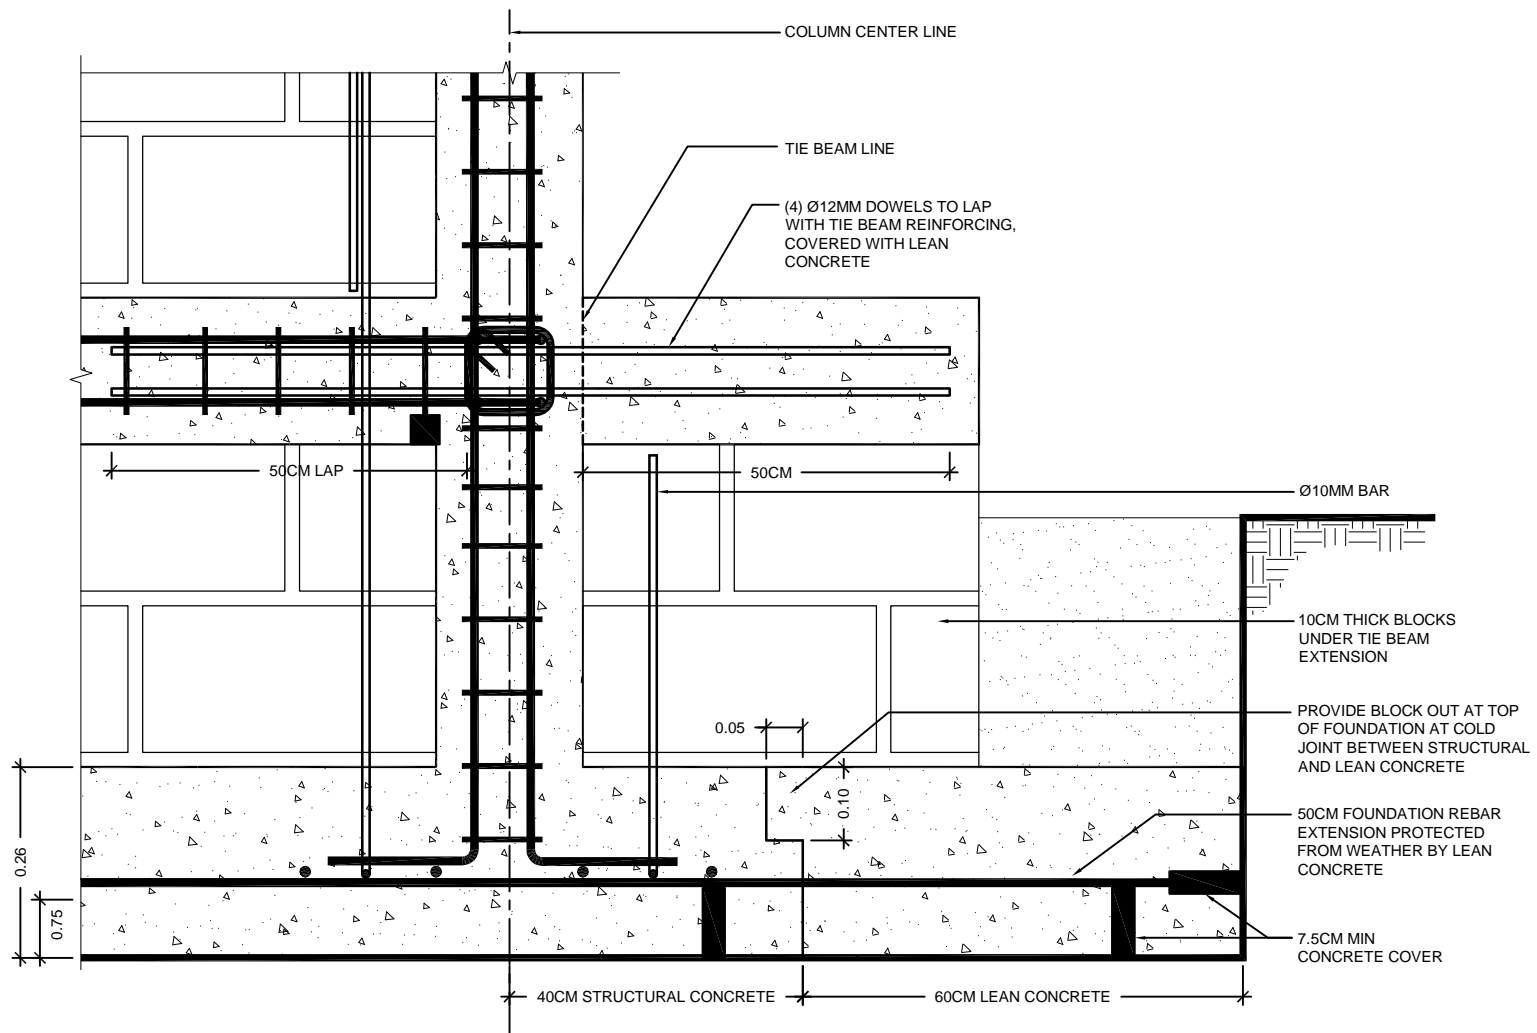 COLUMN CENTER LINE
TIE BEAM LINE
(4) Ø12MM DOWELS TO LAP
WITH TIE BEAM REINFORCING,
COVERED WITH LEAN
CONCRETE
50CM LAP
50CM
Ø10MM BAR
10CM THICK BLOCKS
UNDER TIE BEAM
EXTENSION
PROVIDE BLOCK OUT AT TOP
OF FOUNDATION AT COLD
JOINT BETWEEN STRUCTURAL
AND LEAN CONCRETE
0.05
0.10
50CM FOUNDATION REBAR
EXTENSION PROTECTED
FROM WEATHER BY LEAN
CONCRETE
0.26
0.75
7.5CM MIN
CONCRETE COVER
40CM STRUCTURAL CONCRETE
60CM LEAN CONCRETE